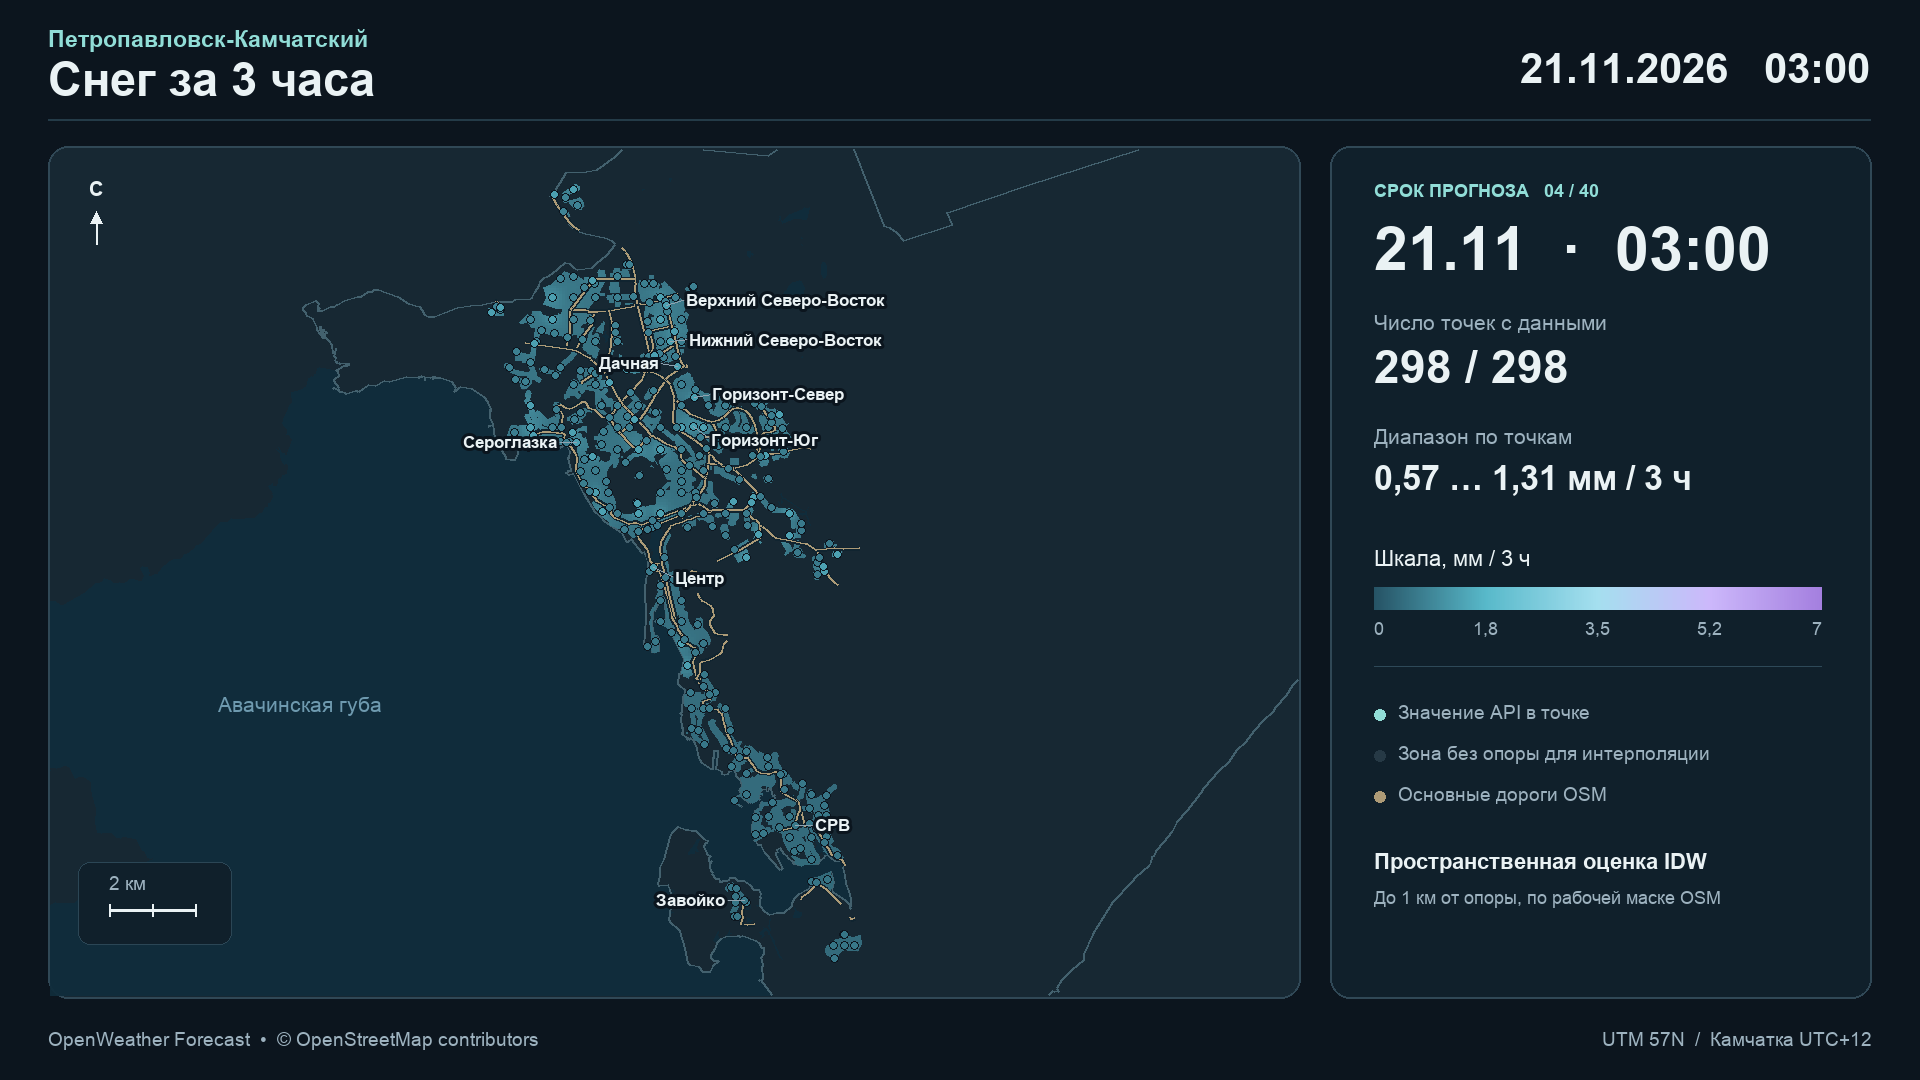 Петропавловск-Камчатский
Снег за 3 часа
21.11.2026 03:00
С
Верхний Северо-Восток
Нижний Северо-Восток
Дачная
Горизонт-Север
Сероглазка
Горизонт-Юг
Центр
Авачинская губа
СРВ
Завойко
2 км
СРОК ПРОГНОЗА 04 / 40
21.11 · 03:00
Число точек с данными
298 / 298
Диапазон по точкам
0,57 … 1,31 мм / 3 ч
Шкала, мм / 3 ч
0 1,8 3,5 5,2 7
Значение API в точке
Зона без опоры для интерполяции
Основные дороги OSM
Пространственная оценка IDW
До 1 км от опоры, по рабочей маске OSM
OpenWeather Forecast • © OpenStreetMap contributors
UTM 57N / Камчатка UTC+12